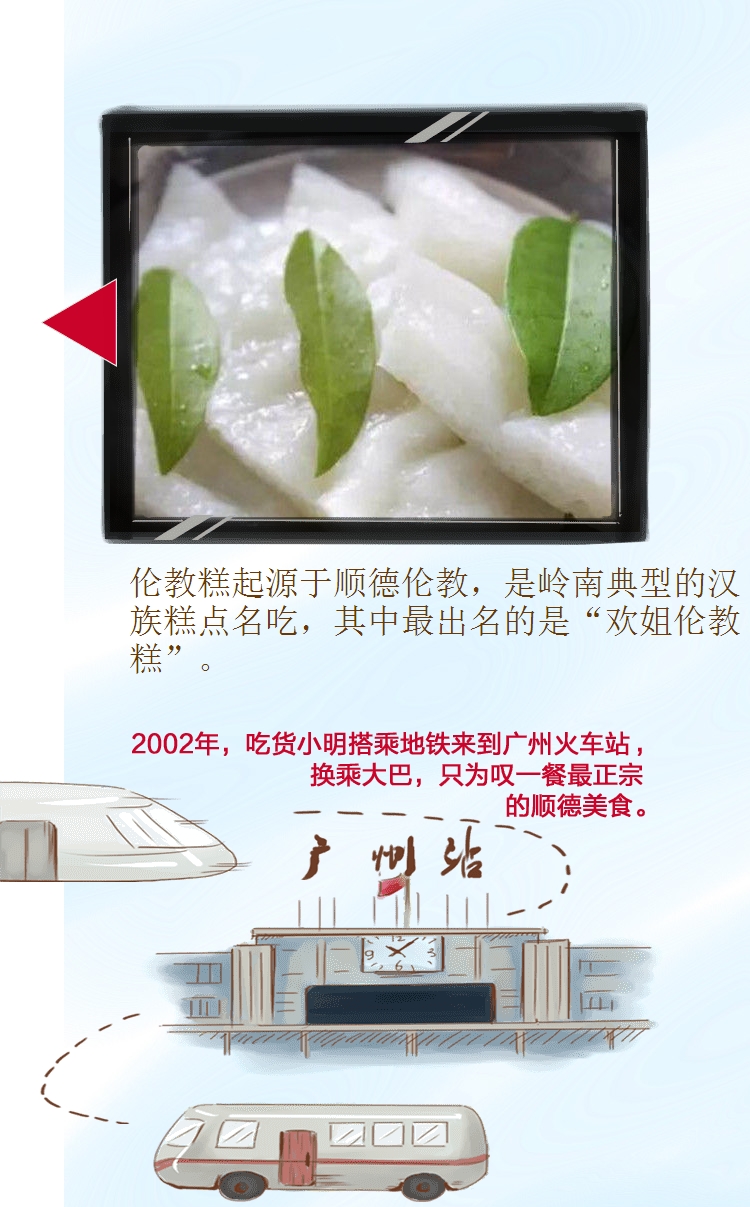 伦教糕起源于顺德伦教，是岭南典型的汉
族糕点名吃，其中最出名的是“欢姐伦教
糕”。
2002年，吃货小明搭乘地铁来到广州火车站，
换乘大巴，只为叹一餐最正宗
的顺德美食。
广州站
12
9 3
6